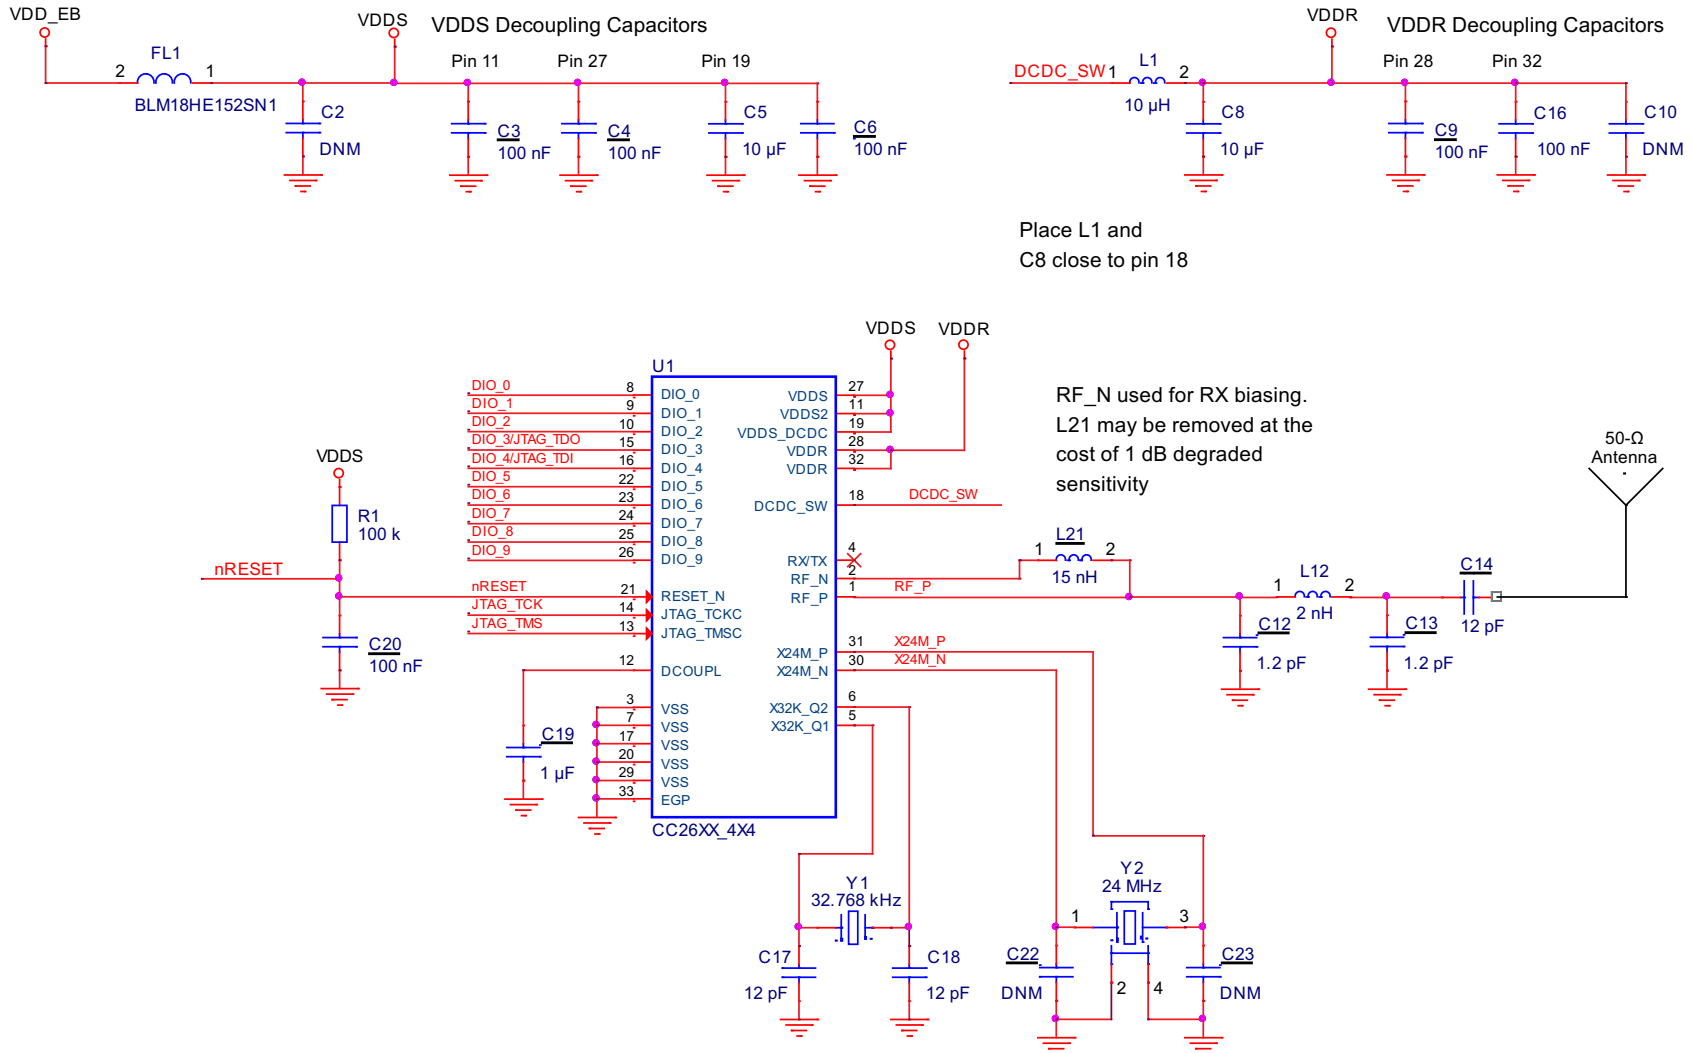 VDD_EB
VDDS
VDDS Decoupling Capacitors
VDDR
VDDR Decoupling Capacitors
FL1
2
1
BLM18HE152SN1
Pin 11
Pin 27
Pin 19
C2
DNM
C3
100 nF
C4
100 nF
C5
10 µF
C6
100 nF
DCDC_SW
1
L1
2
10 µH
Pin 28
Pin 32
C8
10 µF
C9
100 nF
C16
100 nF
C10
DNM
Place L1 and
C8 close to pin 18
VDDS
VDDR
U1
DIO_0
8
DIO_0
DIO_1
9
DIO_1
DIO_2
10
DIO_2
DIO_3/JTAG_TDO
15
DIO_3
DIO_4/JTAG_TDI
16
DIO_4
DIO_5
22
DIO_5
DIO_6
23
DIO_6
DIO_7
24
DIO_7
DIO_8
25
DIO_8
DIO_9
26
DIO_9
nRESET
21
RESET_N
JTAG_TCK
14
JTAG_TCKC
JTAG_TMS
13
JTAG_TMSC
12
DCOUPL
3
VSS
7
VSS
17
VSS
20
VSS
29
VSS
33
EGP
CC26XX_4X4
VDDS
27
VDDS2
11
VDDS_DCDC
19
VDDR
28
VDDR
32
DCDC_SW
18
DCDC_SW
RX/TX
4
RF_N
2
RF_P
1
RF_P
X24M_P
31
X24M_P
X24M_N
30
X24M_N
X32K_Q2
6
X32K_Q1
5
VDDS
R1
100 k
nRESET
C20
100 nF
C19
1 µF
RF_N used for RX biasing.
L21 may be removed at the
cost of 1 dB degraded
sensitivity
1
L21
2
15 nH
1
L12
2
2 nH
C12
1.2 pF
C13
1.2 pF
C14
12 pF
50-Ω
Antenna
Y1
32.768 kHz
C17
12 pF
C18
12 pF
Y2
24 MHz
1
3
2
4
C22
DNM
C23
DNM